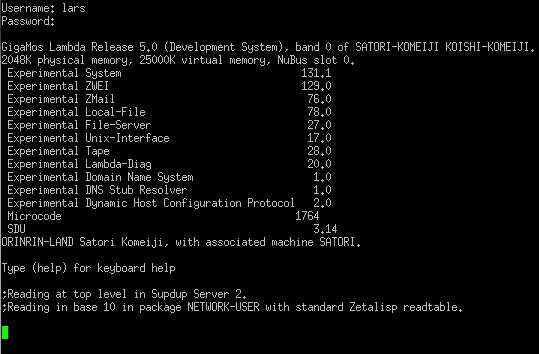 Username: lars
Password:
GigaMos Lambda Release 5.0 (Development System), band 0 of SATORI-KOMEIJI KOISHI-KOMEIJI.
2048K physical memory, 25000K virtual memory, NuBus slot 0.
Experimental System 131.1
Experimental ZWEI 129.0
Experimental ZMail 76.0
Experimental Local-File 78.0
Experimental File-Server 27.0
Experimental Unix-Interface 17.0
Experimental Tape 28.0
Experimental Lambda-Diag 20.0
Experimental Domain Name System 1.0
Experimental DNS Stub Resolver 1.0
Experimental Dynamic Host Configuration Protocol 2.0
Microcode 1764
SDU 3.14
ORINRIN-LAND Satori Komeiji, with associated machine SATORI.
Type (help) for keyboard help
;Reading at top level in Supdup Server 2.
;Reading in base 10 in package NETWORK-USER with standard Zetalisp readtable.